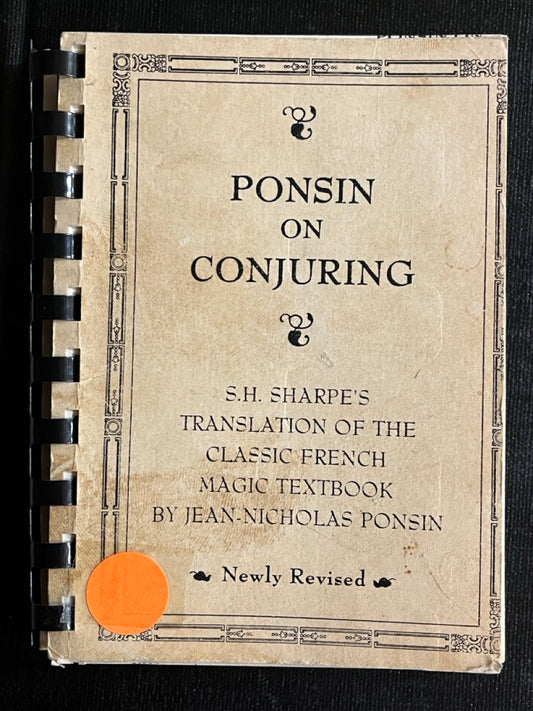 PONSIN
ON
CONJURING
S.H. SHARPE'S
TRANSLATION OF THE
CLASSIC FRENCH
MAGIC TEXTBOOK
BY JEAN-NICHOLAS PONSIN
Newly Revised